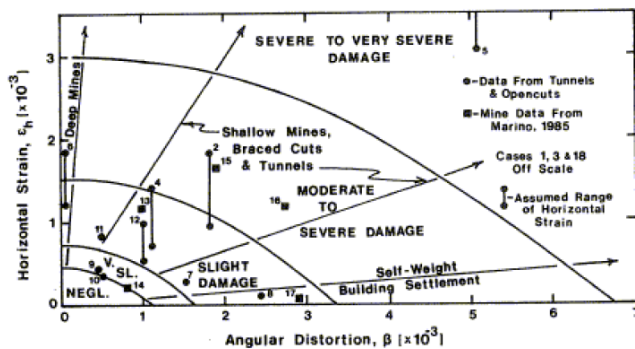 SEVERE TO VERY SEVERE
DAMAGE
5
Data From Tunnels
& Opencuts
Mine Data From
Marino, 1985
Cases 1, 3 & 18
Off Scale
Assumed Range
of Horizontal
Strain
Deep Mines
Shallow Mines,
Braced Cuts
& Tunnels
MODERATE
TO
SEVERE DAMAGE
SLIGHT
DAMAGE
V.
SL.
NEGL.
Self-Weight
Building Settlement
2
15
4
13
12
11
16
9
10
14
7
8
17
3
2
1
0
0
1
2
3
4
5
6
7
Horizontal Strain, εh [x10⁻³]
Angular Distortion, β [x10⁻³]